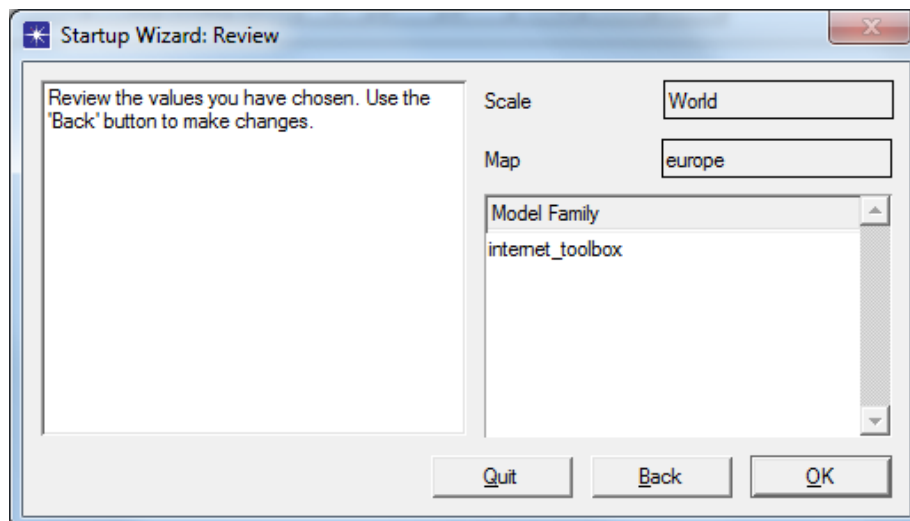 Startup Wizard: Review
Review the values you have chosen. Use the
'Back' button to make changes.
Scale
World
Map
europe
Model Family
internet_toolbox
Quit
Back
OK